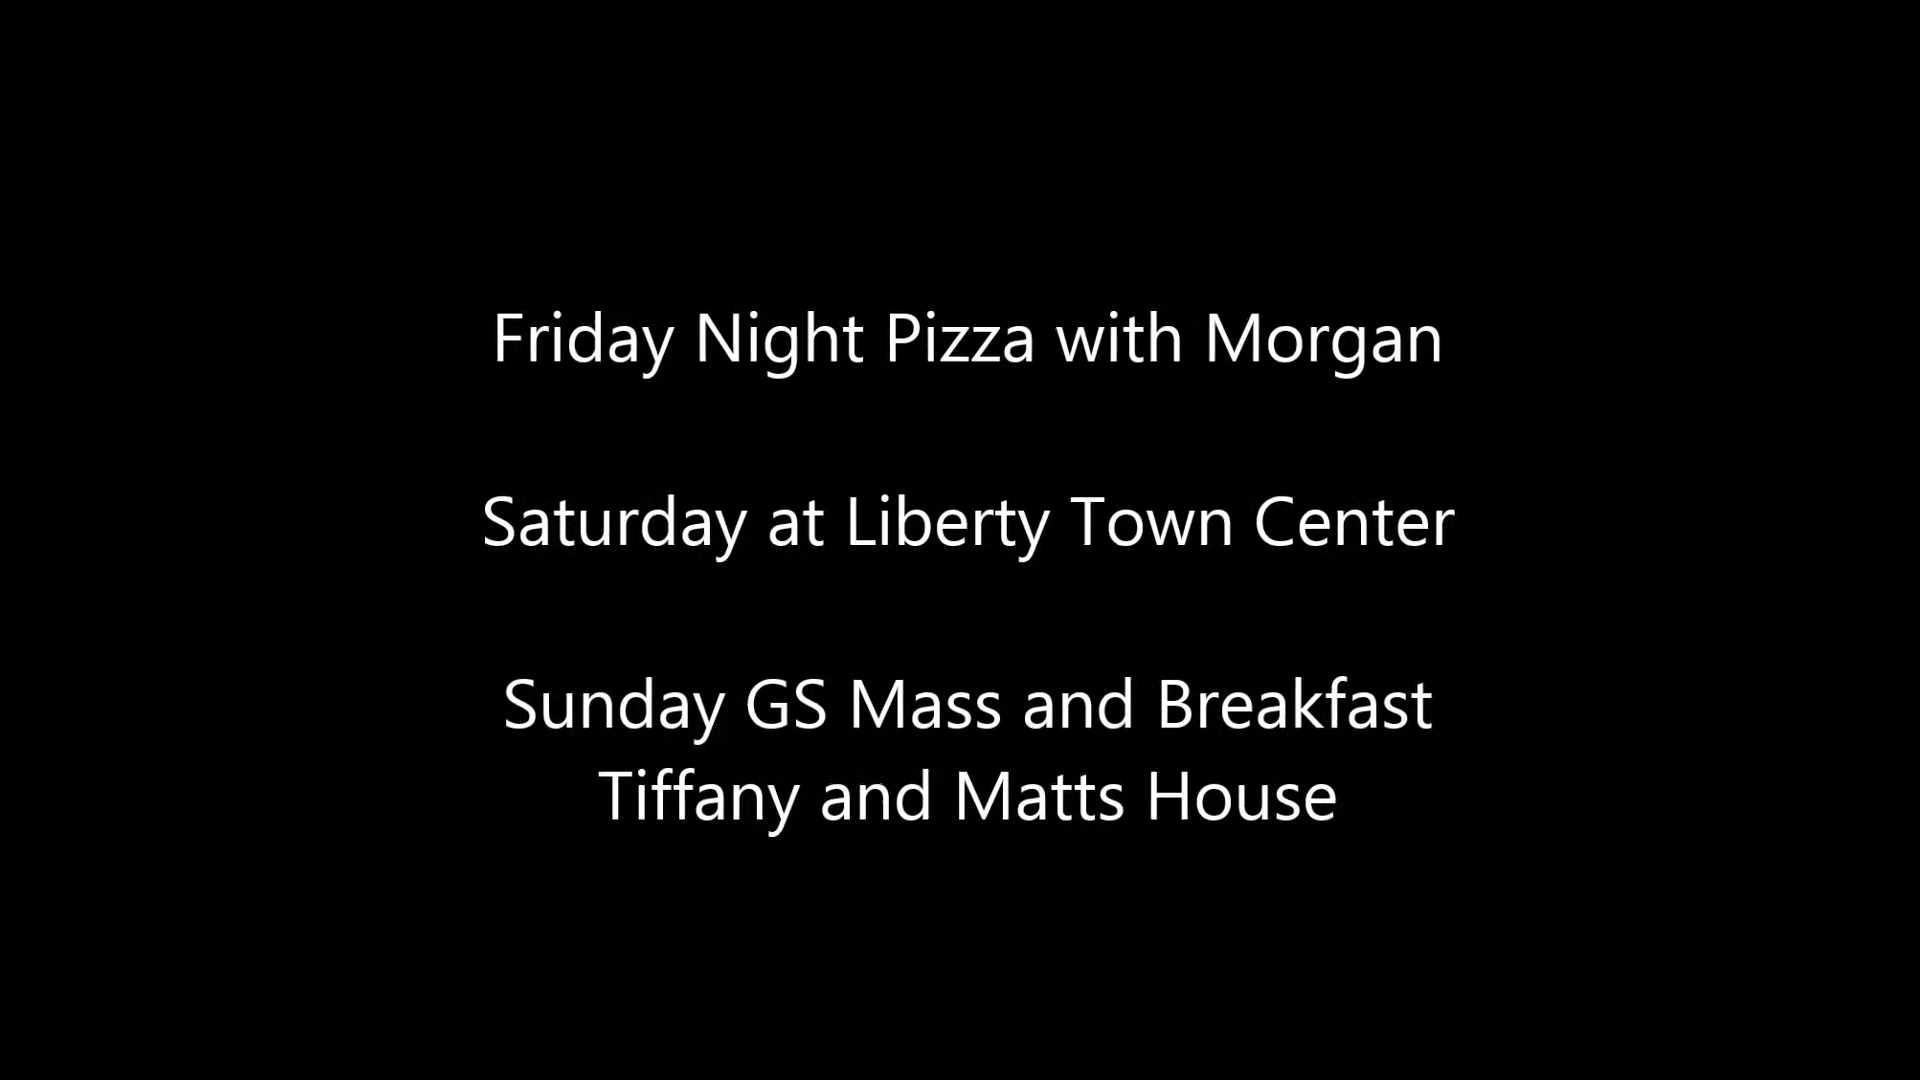 Friday Night Pizza with Morgan
Saturday at Liberty Town Center
Sunday GS Mass and Breakfast
Tiffany and Matts House